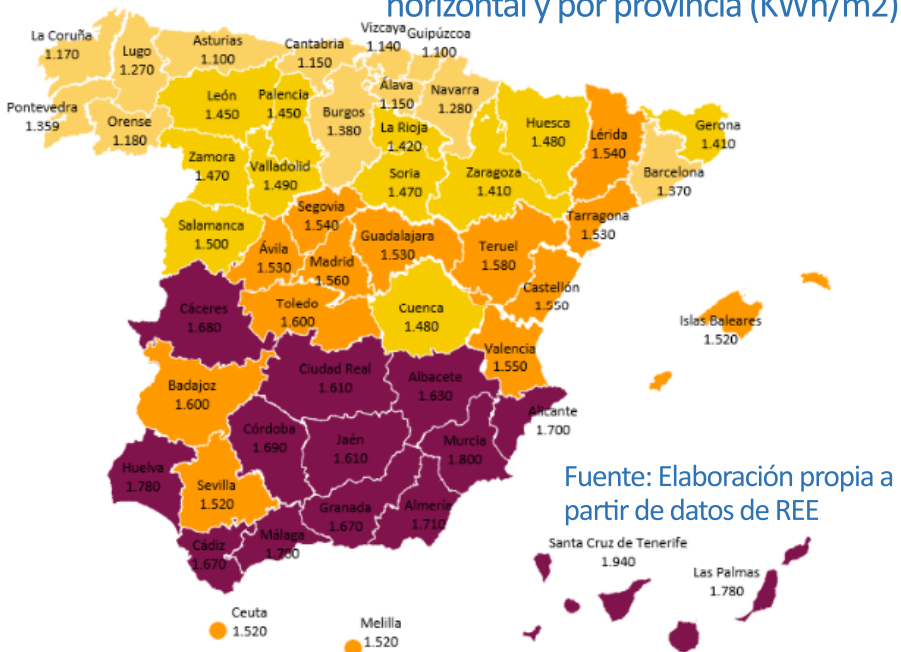 horizontal y por provincia (KWh/m2)
La Coruña
1.170
Lugo
1.270
Asturias
1.100
Cantabria
1.150
Vizcaya
1.140
Guipúzcoa
1.100
Pontevedra
1.359
Orense
1.180
León
1.450
Palencia
1.450
Burgos
1.380
Álava
1.150
Navarra
1.280
La Rioja
1.420
Huesca
1.480
Lérida
1.540
Gerona
1.410
Barcelona
1.370
Zamora
1.470
Valladolid
1.490
Soria
1.470
Zaragoza
1.410
Tarragona
1.530
Salamanca
1.500
Segovia
1.540
Ávila
1.530
Madrid
1.560
Guadalajara
1.530
Teruel
1.580
Castellón
1.550
Cáceres
1.680
Toledo
1.600
Cuenca
1.480
Valencia
1.550
Islas Baleares
1.520
Badajoz
1.600
Ciudad Real
1.610
Albacete
1.630
Alicante
1.700
Córdoba
1.690
Jaén
1.610
Murcia
1.800
Huelva
1.780
Sevilla
1.520
Granada
1.670
Almería
1.710
Cádiz
1.670
Málaga
1.700
Fuente: Elaboración propia a
partir de datos de REE
Santa Cruz de Tenerife
1.940
Las Palmas
1.780
Ceuta
1.520
Melilla
1.520